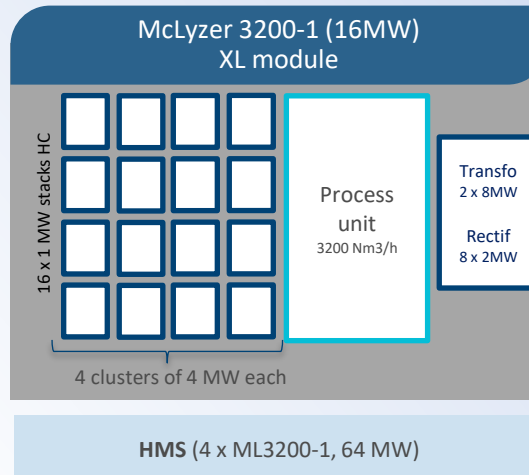 McLyzer 3200-1 (16MW)
XL module
16 x 1 MW stacks HC
Process
unit
3200 Nm3/h
Transfo
2 x 8MW
Rectif
8 x 2MW
4 clusters of 4 MW each
HMS (4 x ML3200-1, 64 MW)